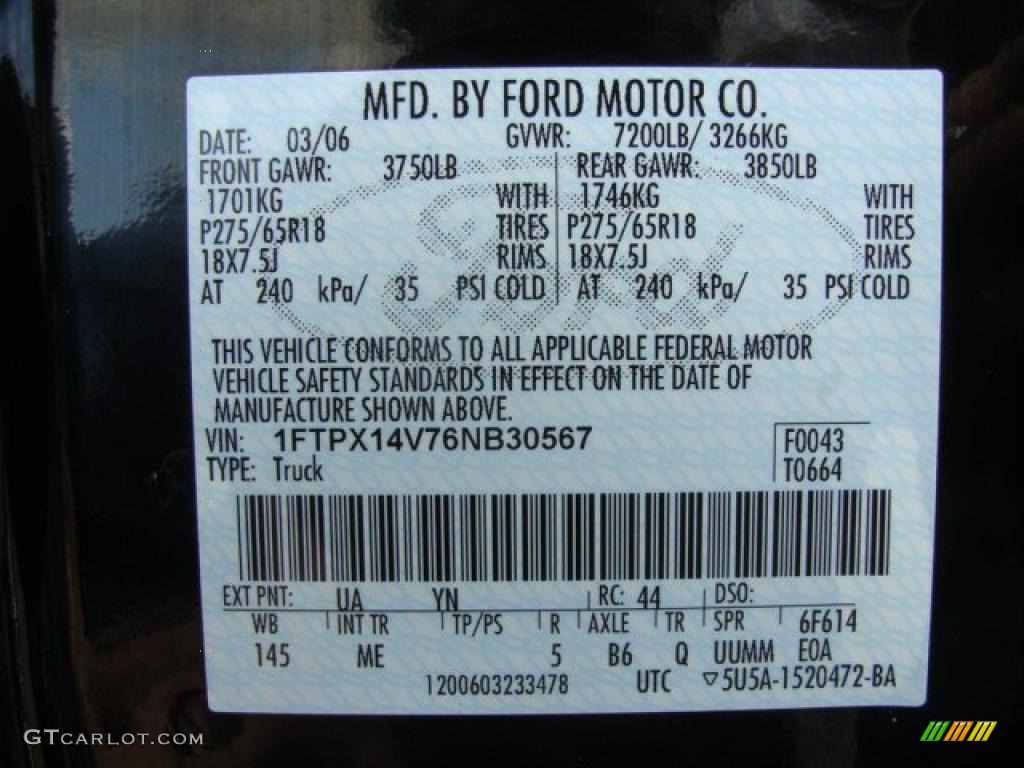 MFD. BY FORD MOTOR CO.
DATE: 03/06 GVWR: 7200LB/ 3266KG
FRONT GAWR: 3750LB REAR GAWR: 3850LB
1701KG WITH 1746KG WITH
P275/65R18 TIRES P275/65R18 TIRES
18X7.5J RIMS 18X7.5J RIMS
AT 240 kPa/ 35 PSI COLD AT 240 kPa/ 35 PSI COLD
THIS VEHICLE CONFORMS TO ALL APPLICABLE FEDERAL MOTOR
VEHICLE SAFETY STANDARDS IN EFFECT ON THE DATE OF
MANUFACTURE SHOWN ABOVE.
VIN: 1FTPX14V76NB30567 F0043
TYPE: Truck T0664
EXT PNT: UA YN RC: 44 DSO:
WB INT TR TP/PS R AXLE TR SPR 6F614
145 ME 5 B6 Q UUMM EOA
1200603233478 UTC ▽5U5A-1520472-BA
GTCARLOT.COM